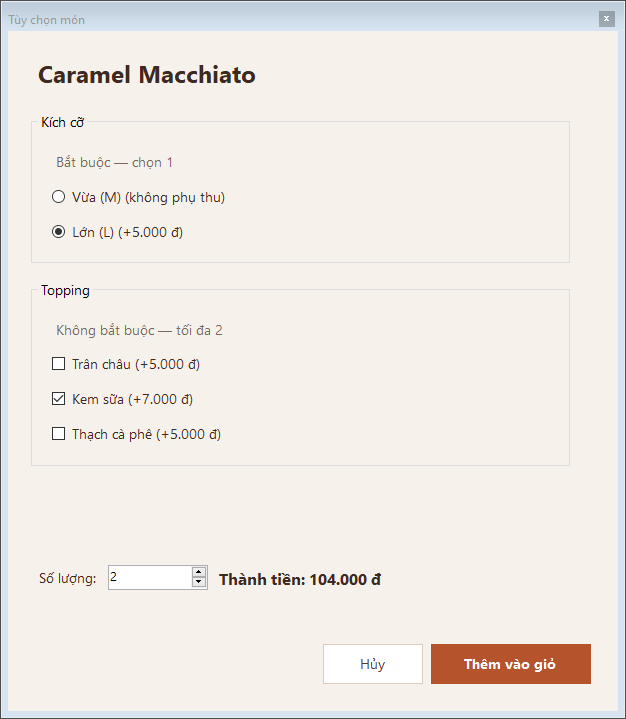 Tùy chọn món
x
Caramel Macchiato
Kích cỡ
Bắt buộc — chọn 1
Vừa (M) (không phụ thu)
Lớn (L) (+5.000 đ)
Topping
Không bắt buộc — tối đa 2
Trân châu (+5.000 đ)
Kem sữa (+7.000 đ)
Thạch cà phê (+5.000 đ)
Số lượng: 2 Thành tiền: 104.000 đ
Hủy Thêm vào giỏ